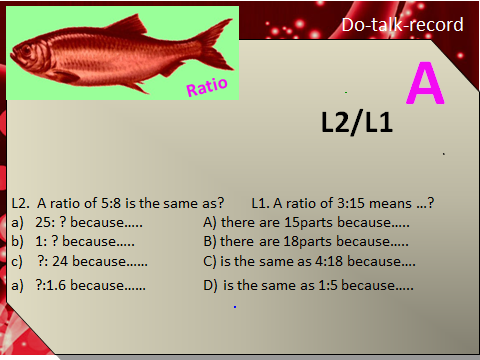 Do-talk-record
Ratio
A
L2/L1
L2. A ratio of 5:8 is the same as? L1. A ratio of 3:15 means ...?
a) 25: ? because..... A) there are 15parts because.....
b) 1: ? because..... B) there are 18parts because.....
c) ?: 24 because...... C) is the same as 4:18 because....
a) ?:1.6 because...... D) is the same as 1:5 because.....